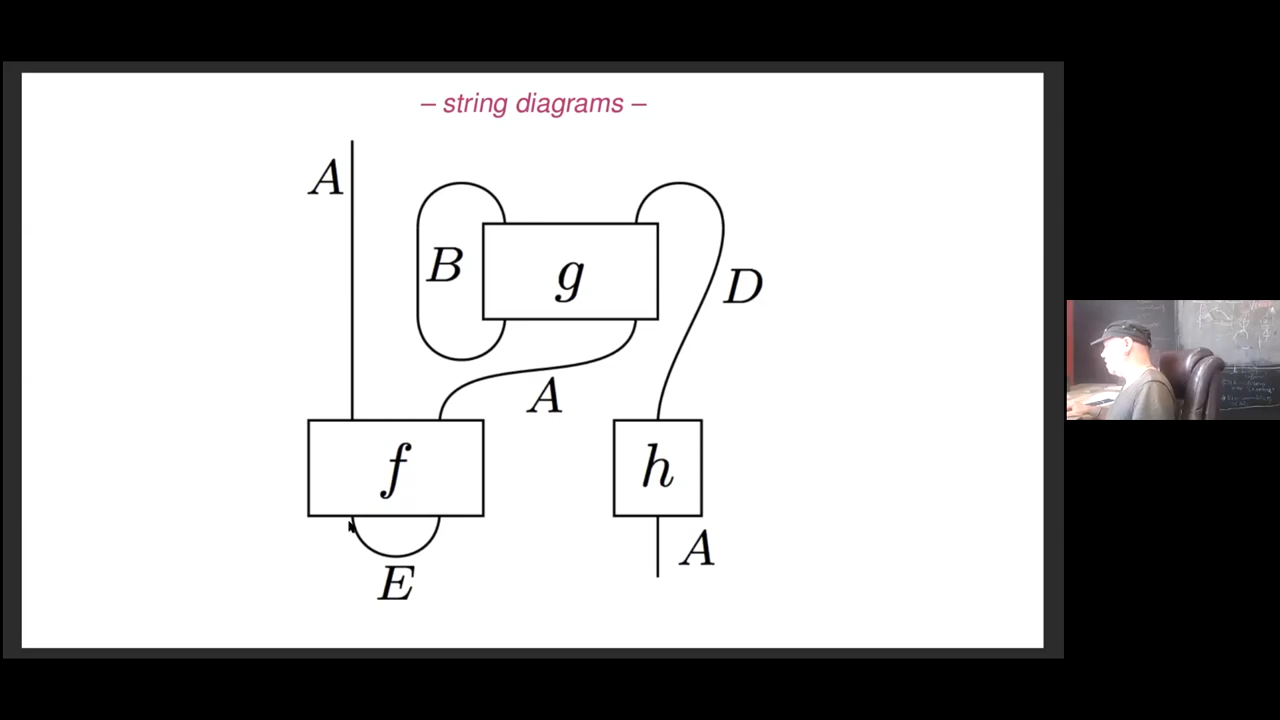 – string diagrams –
A
B
g
D
A
f
h
A
E